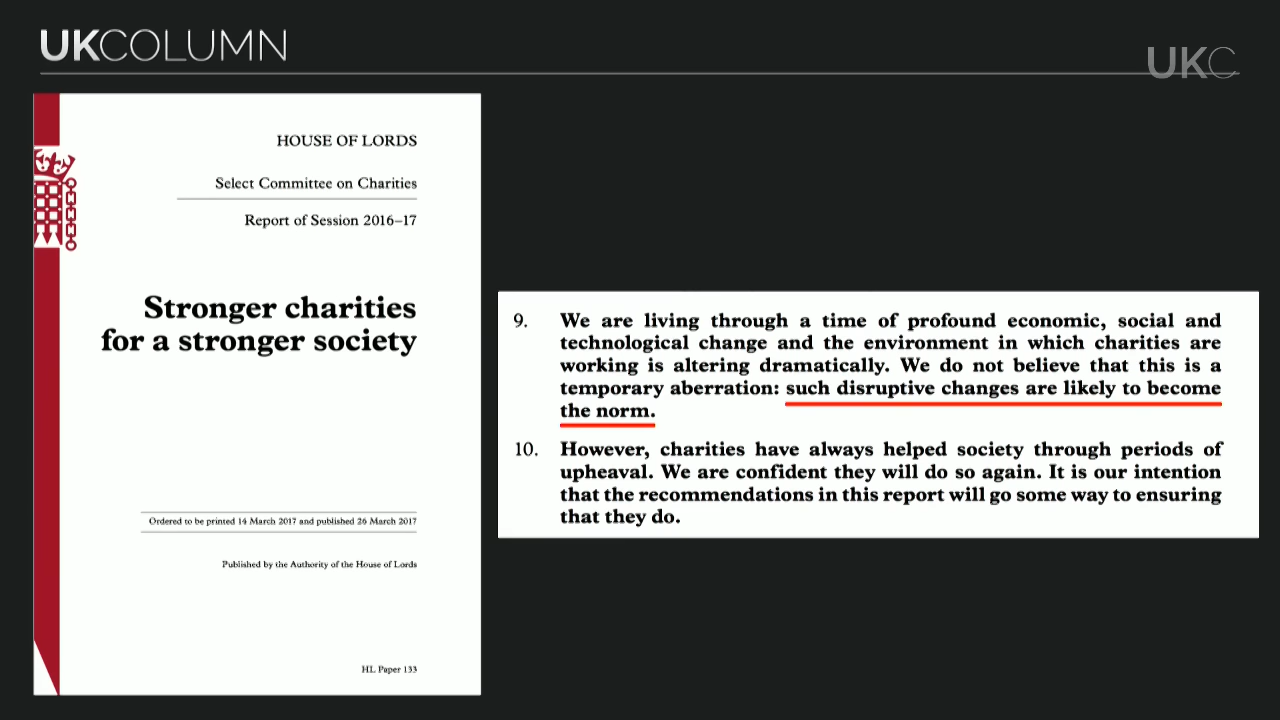 UKCOLUMN
UKC
HOUSE OF LORDS
Select Committee on Charities
Report of Session 2016–17
Stronger charities
for a stronger society
Ordered to be printed 14 March 2017 and published 26 March 2017
Published by the Authority of the House of Lords
HL Paper 133
9. We are living through a time of profound economic, social and
technological change and the environment in which charities are
working is altering dramatically. We do not believe that this is a
temporary aberration: such disruptive changes are likely to become
the norm.
10. However, charities have always helped society through periods of
upheaval. We are confident they will do so again. It is our intention
that the recommendations in this report will go some way to ensuring
that they do.